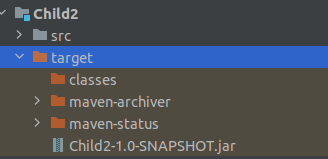 Child2
src
target
classes
maven-archiver
maven-status
Child2-1.0-SNAPSHOT.jar